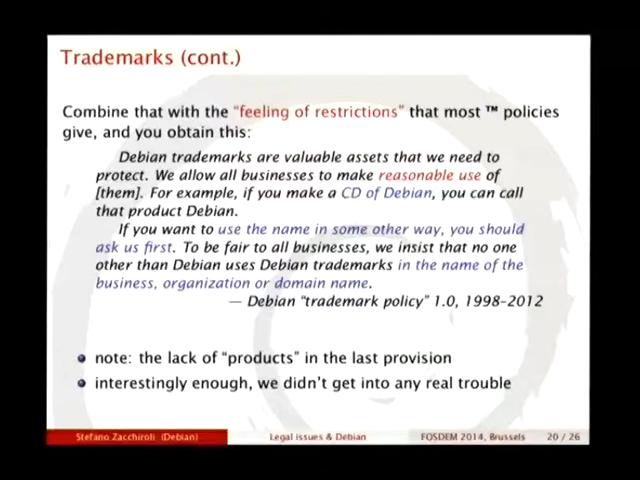 Trademarks (cont.)
Combine that with the “feeling of restrictions” that most ™ policies
give, and you obtain this:
Debian trademarks are valuable assets that we need to
protect. We allow all businesses to make reasonable use of
[them]. For example, if you make a CD of Debian, you can call
that product Debian.
If you want to use the name in some other way, you should
ask us first. To be fair to all businesses, we insist that no one
other than Debian uses Debian trademarks in the name of the
business, organization or domain name.
— Debian “trademark policy” 1.0, 1998–2012
note: the lack of “products” in the last provision
interestingly enough, we didn’t get into any real trouble
Stefano Zacchiroli (Debian) Legal issues & Debian FOSDEM 2014, Brussels 20 / 26